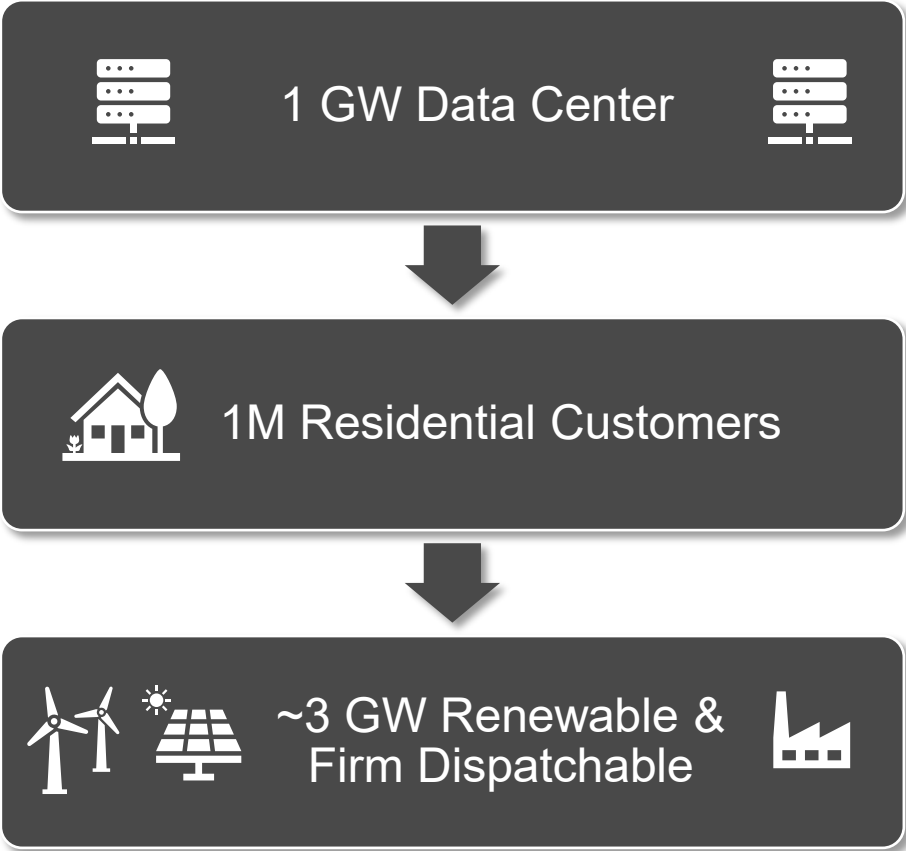 1 GW Data Center
1M Residential Customers
~3 GW Renewable &
Firm Dispatchable